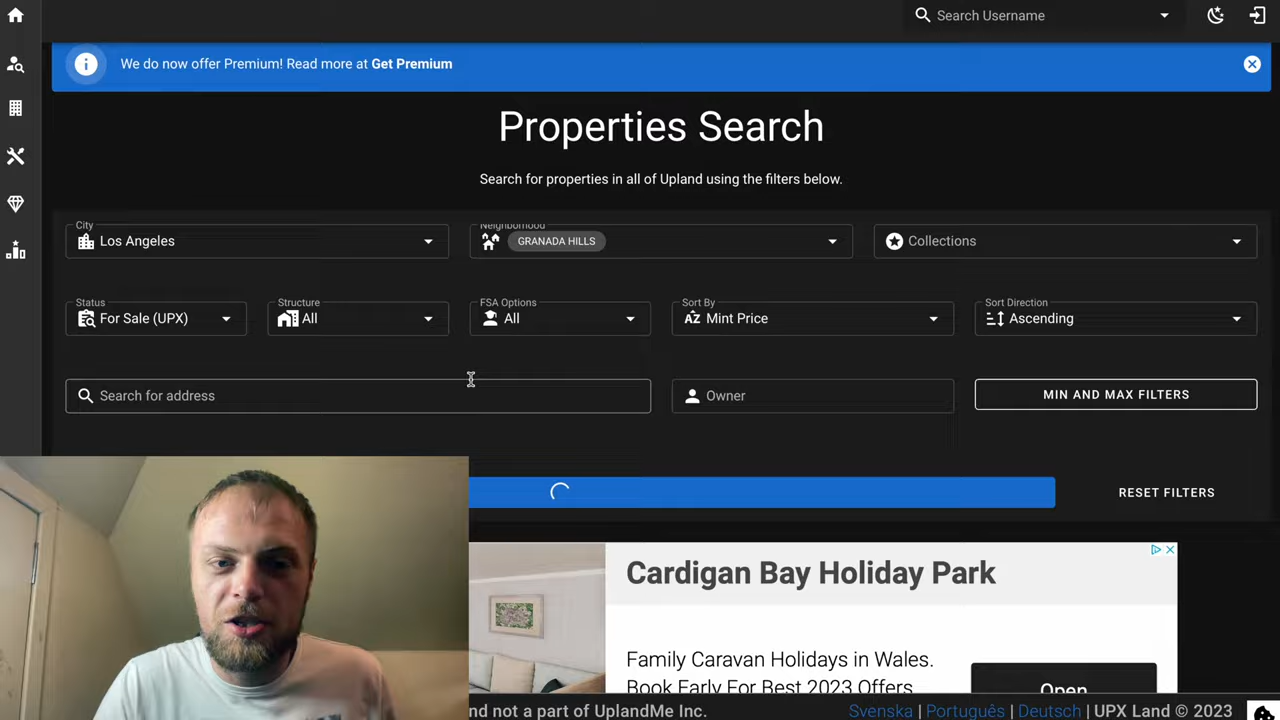 Search Username
We do now offer Premium! Read more at Get Premium
Properties Search
Search for properties in all of Upland using the filters below.
City
Los Angeles
Neighborhood
GRANADA HILLS
Collections
Status
For Sale (UPX)
Structure
All
FSA Options
All
Sort By
AZ Mint Price
Sort Direction
Ascending
Search for address
Owner
MIN AND MAX FILTERS
RESET FILTERS
Cardigan Bay Holiday Park
Family Caravan Holidays in Wales.
Book Early For Best 2023 Offers
Open
nd not a part of UplandMe Inc.
Svenska | Português | Deutsch | UPX Land © 2023